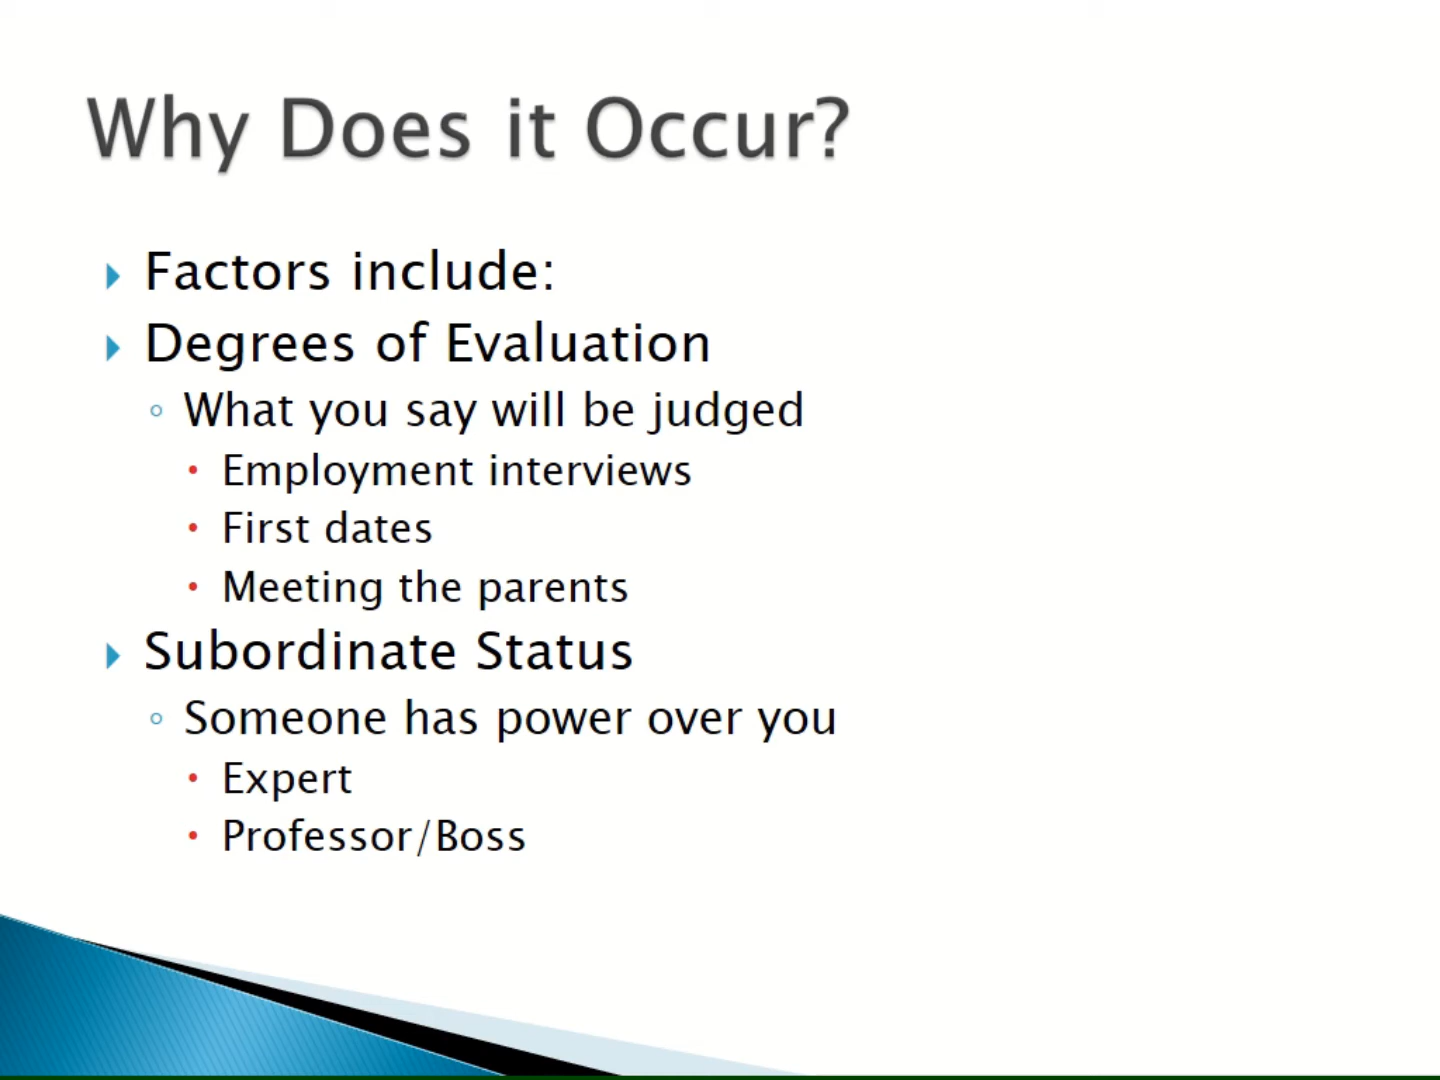 Why Does it Occur?
Factors include:
Degrees of Evaluation
What you say will be judged
Employment interviews
First dates
Meeting the parents
Subordinate Status
Someone has power over you
Expert
Professor/Boss